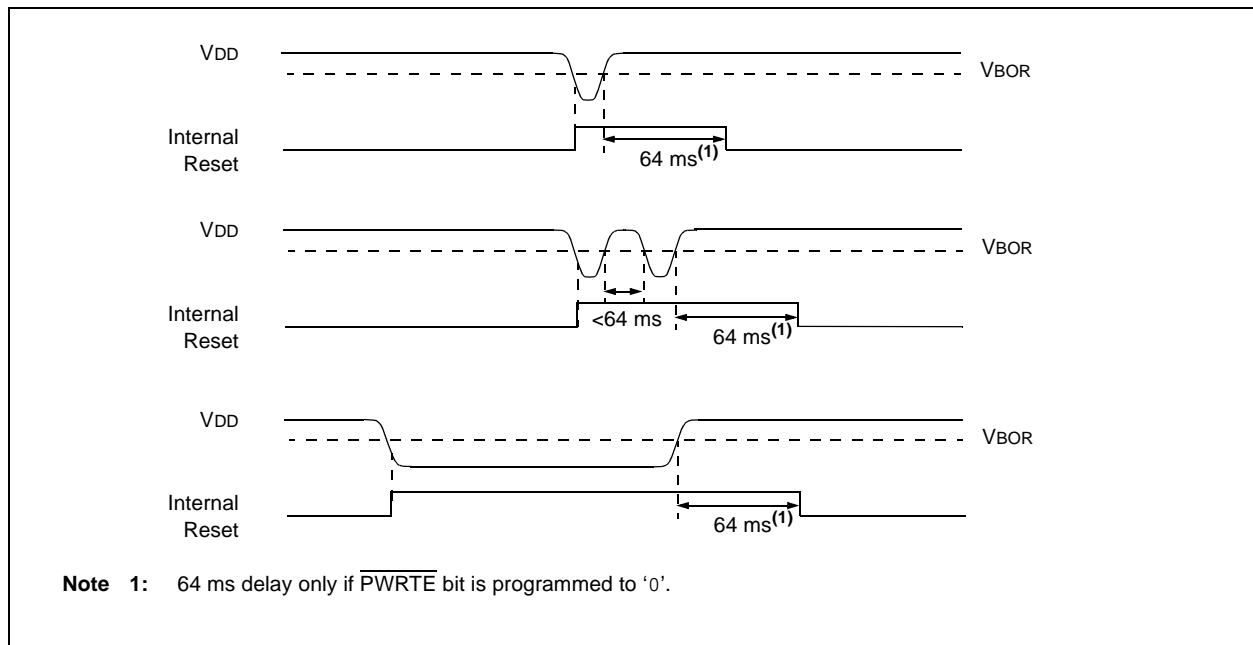 VDD
VBOR
Internal
Reset
64 ms(1)
VDD
VBOR
Internal
Reset
<64 ms
64 ms(1)
VDD
VBOR
Internal
Reset
64 ms(1)
Note 1: 64 ms delay only if PWRTE bit is programmed to ‘0’.